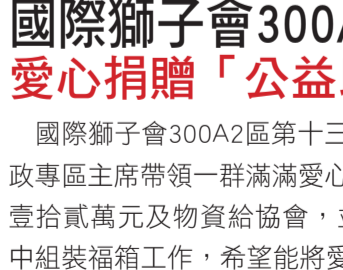 國際獅子會300A
愛心捐贈「公益
國際獅子會300A2區第十三
政專區主席帶領一群滿滿愛心
壹拾貳萬元及物資給協會，
中組裝福箱工作，希望能將愛